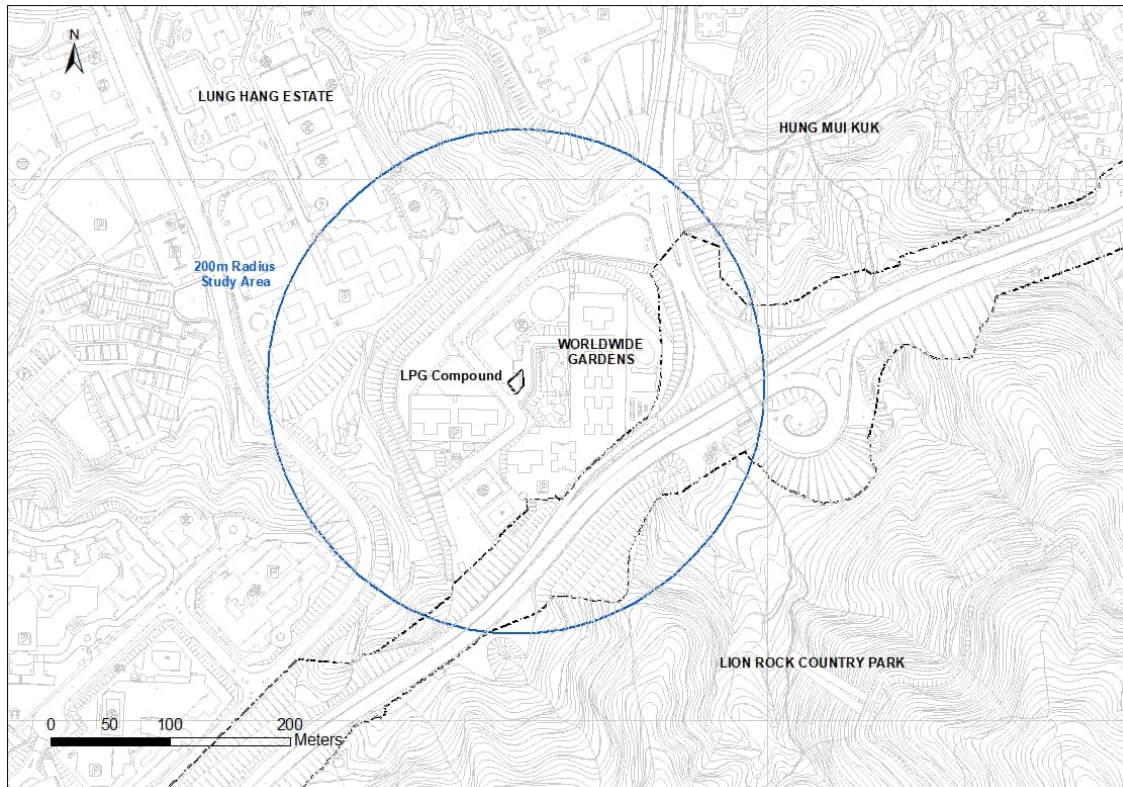 N
LUNG HANG ESTATE
HUNG MUI KUK
200m Radius
Study Area
WORLDWIDE
GARDENS
LPG Compound
LION ROCK COUNTRY PARK
0 50 100 200
Meters